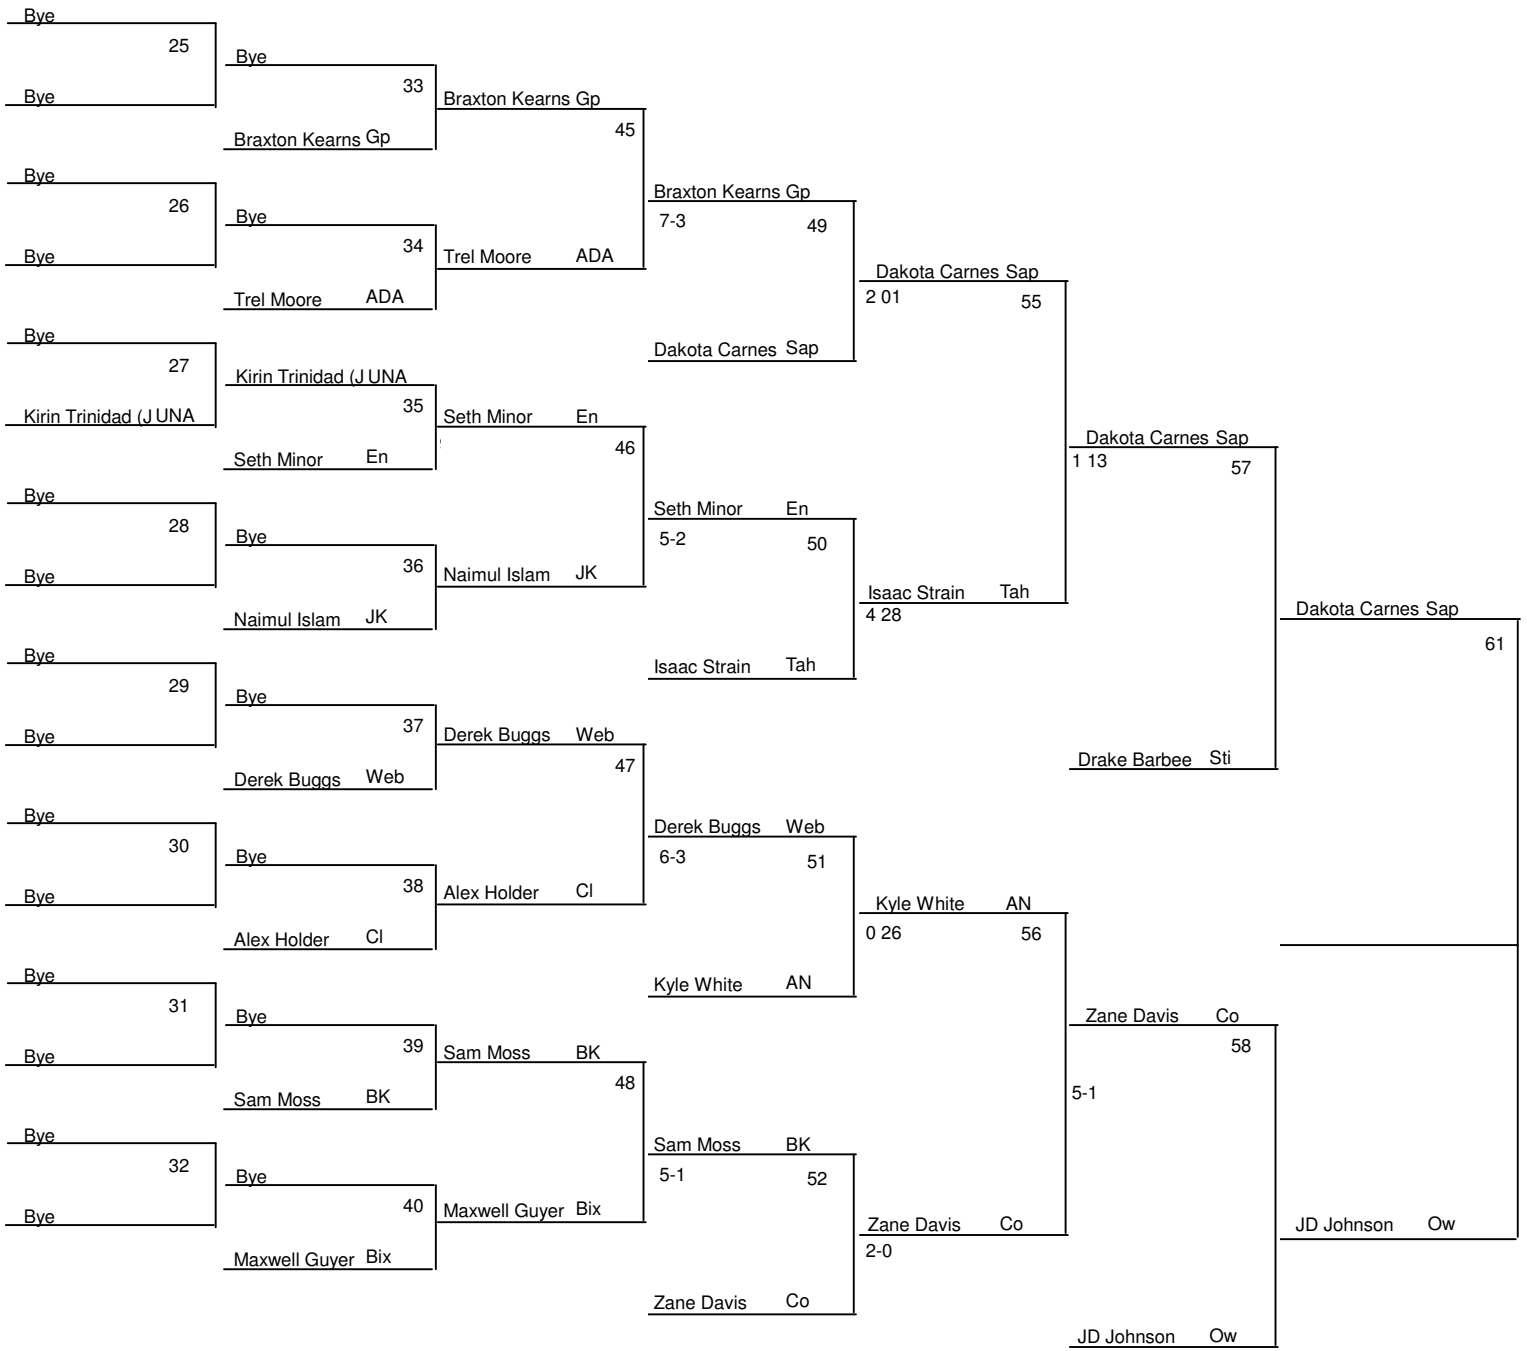 Bye
25
Bye
Bye
33
Braxton Kearns Gp
Bye
Braxton Kearns Gp
45
Bye
26
Bye
Braxton Kearns Gp
7-3
49
Bye
34
Trel Moore ADA
Trel Moore ADA
Dakota Carnes Sap
2 01
55
Bye
27
Kirin Trinidad (J UNA
Dakota Carnes Sap
Kirin Trinidad (J UNA
35
Seth Minor En
Seth Minor En
46
Dakota Carnes Sap
1 13
57
Bye
28
Bye
Seth Minor En
5-2
50
Bye
36
Naimul Islam JK
Naimul Islam JK
Isaac Strain Tah
4 28
Dakota Carnes Sap
61
Bye
29
Bye
Isaac Strain Tah
Bye
37
Derek Buggs Web
Derek Buggs Web
47
Drake Barbee Sti
Bye
30
Bye
Derek Buggs Web
6-3
51
Bye
38
Alex Holder Cl
Alex Holder Cl
Kyle White AN
0 26
56
Bye
31
Bye
Kyle White AN
Bye
39
Sam Moss BK
Sam Moss BK
48
Zane Davis Co
58
5-1
Bye
32
Bye
Sam Moss BK
5-1
52
Bye
40
Maxwell Guyer Bix
Maxwell Guyer Bix
Zane Davis Co
2-0
JD Johnson Ow
Zane Davis Co
JD Johnson Ow